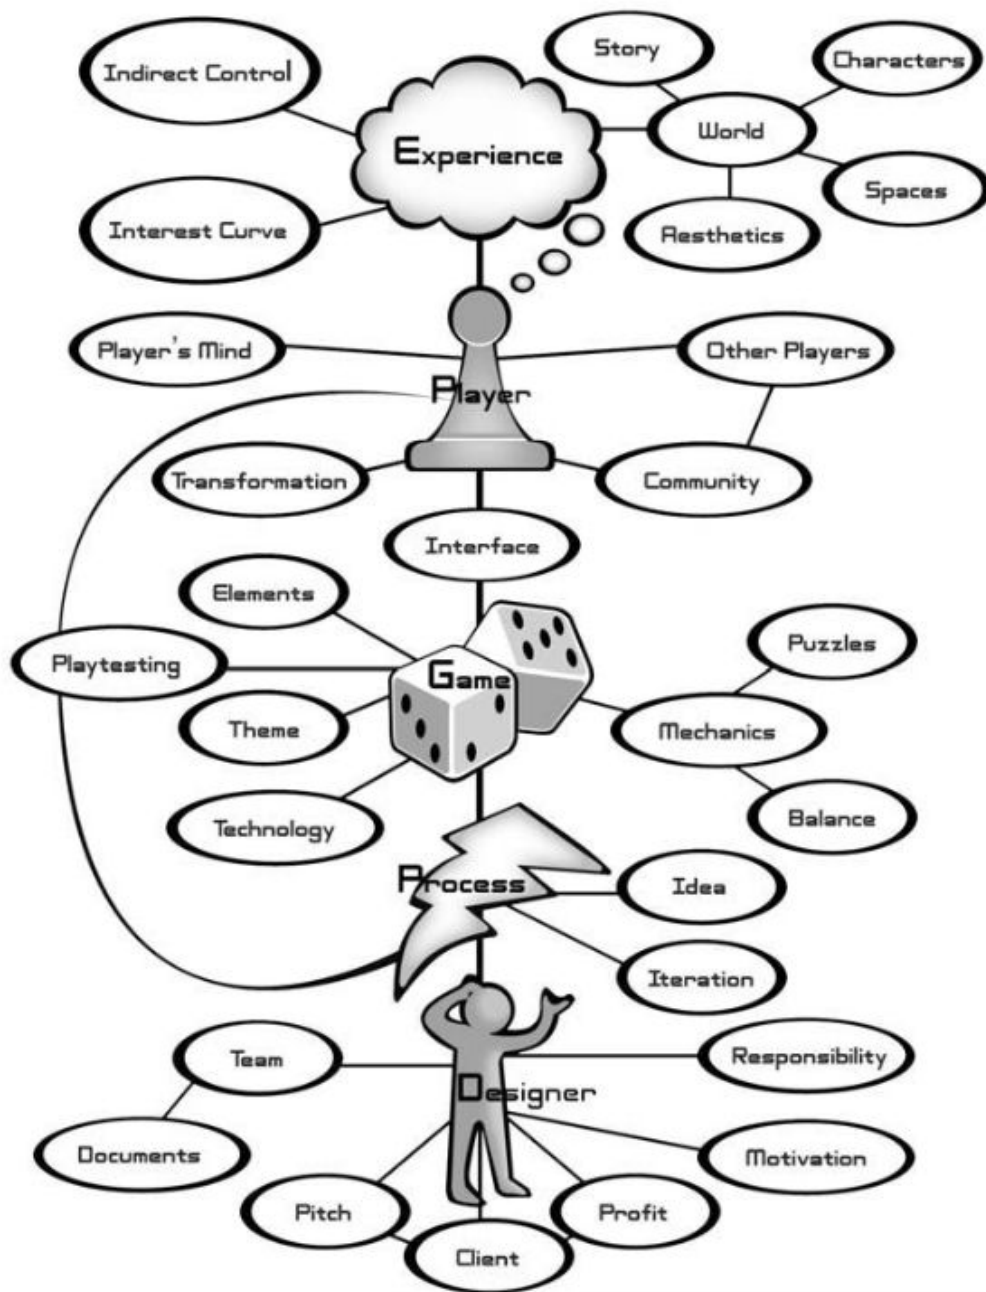 Story
Characters
Indirect Control
World
Experience
Spaces
Interest Curve
Aesthetics
Player's Mind
Other Players
Player
Transformation
Community
Interface
Elements
Puzzles
Playtesting
Game
Theme
Mechanics
Technology
Balance
Process
Idea
Iteration
Team
Responsibility
Designer
Documents
Motivation
Pitch
Profit
Client